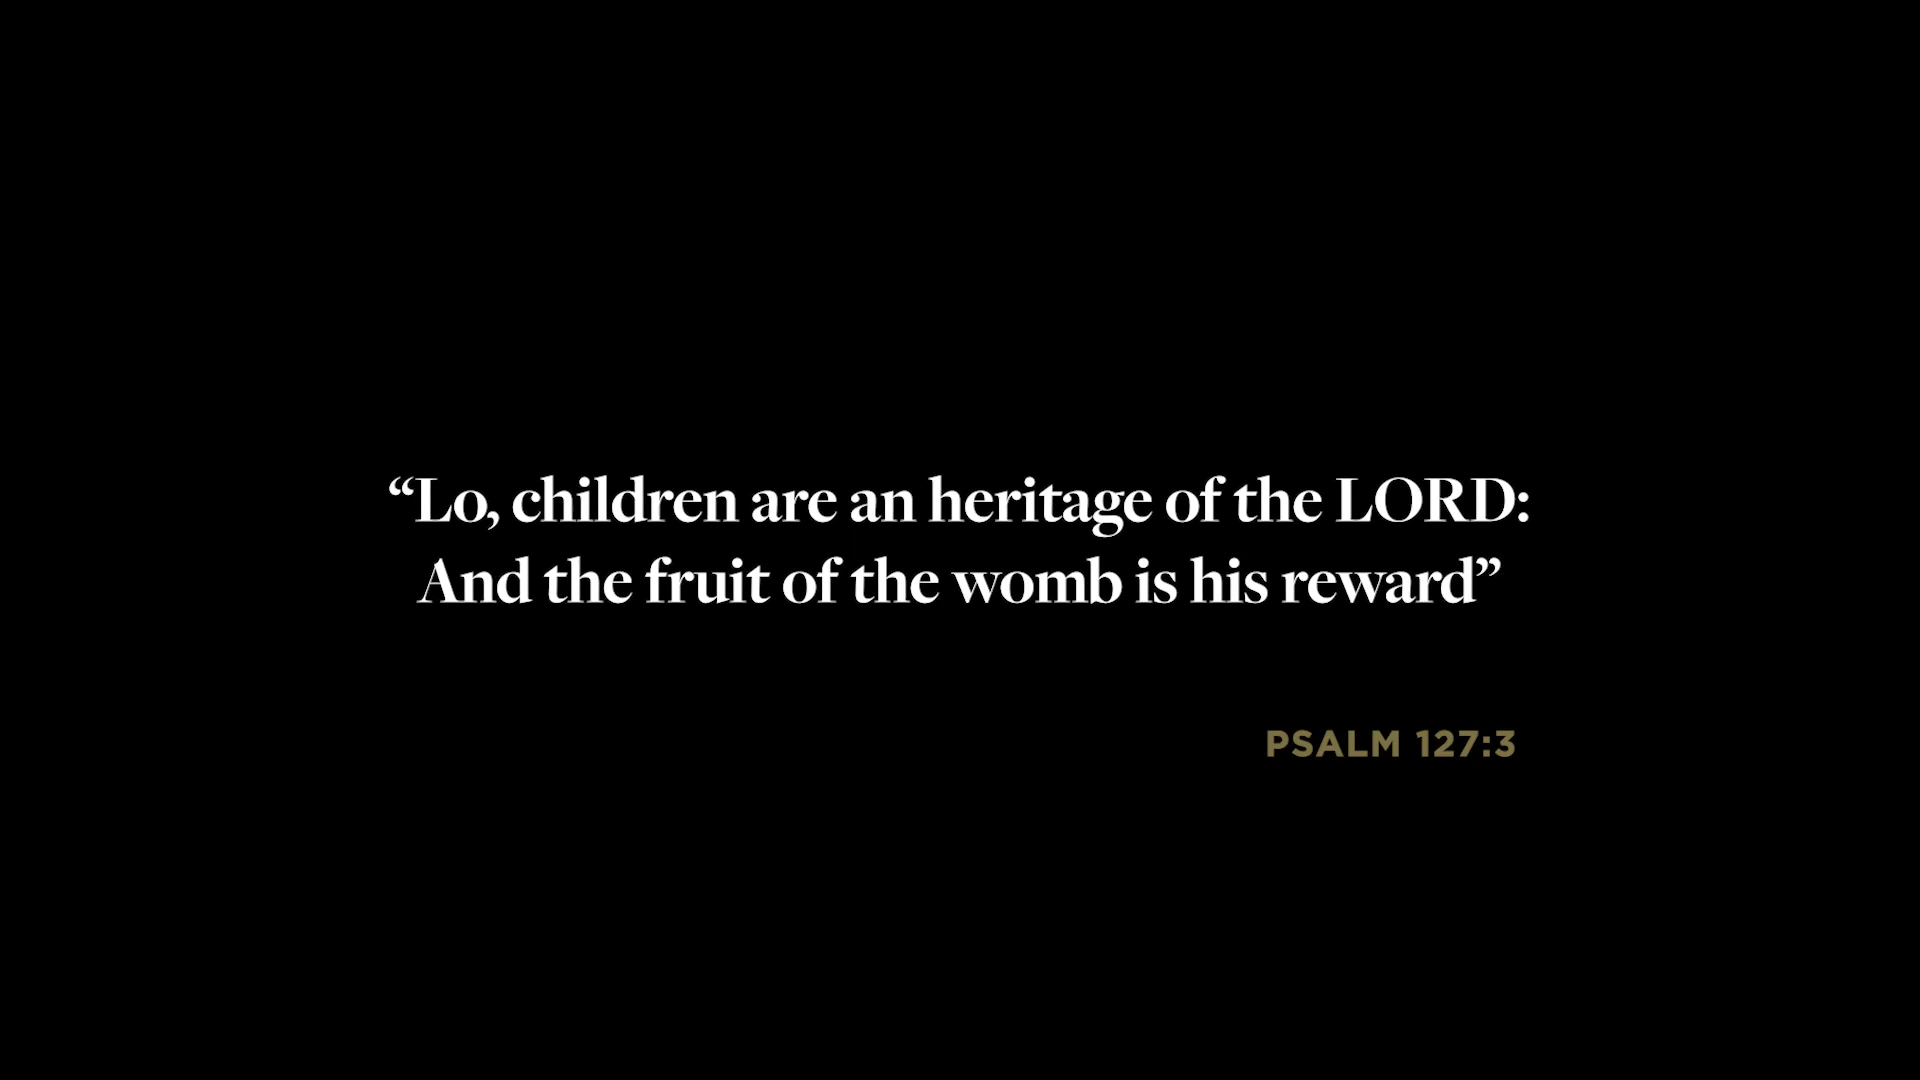 “Lo, children are an heritage of the LORD:
And the fruit of the womb is his reward”
PSALM 127:3